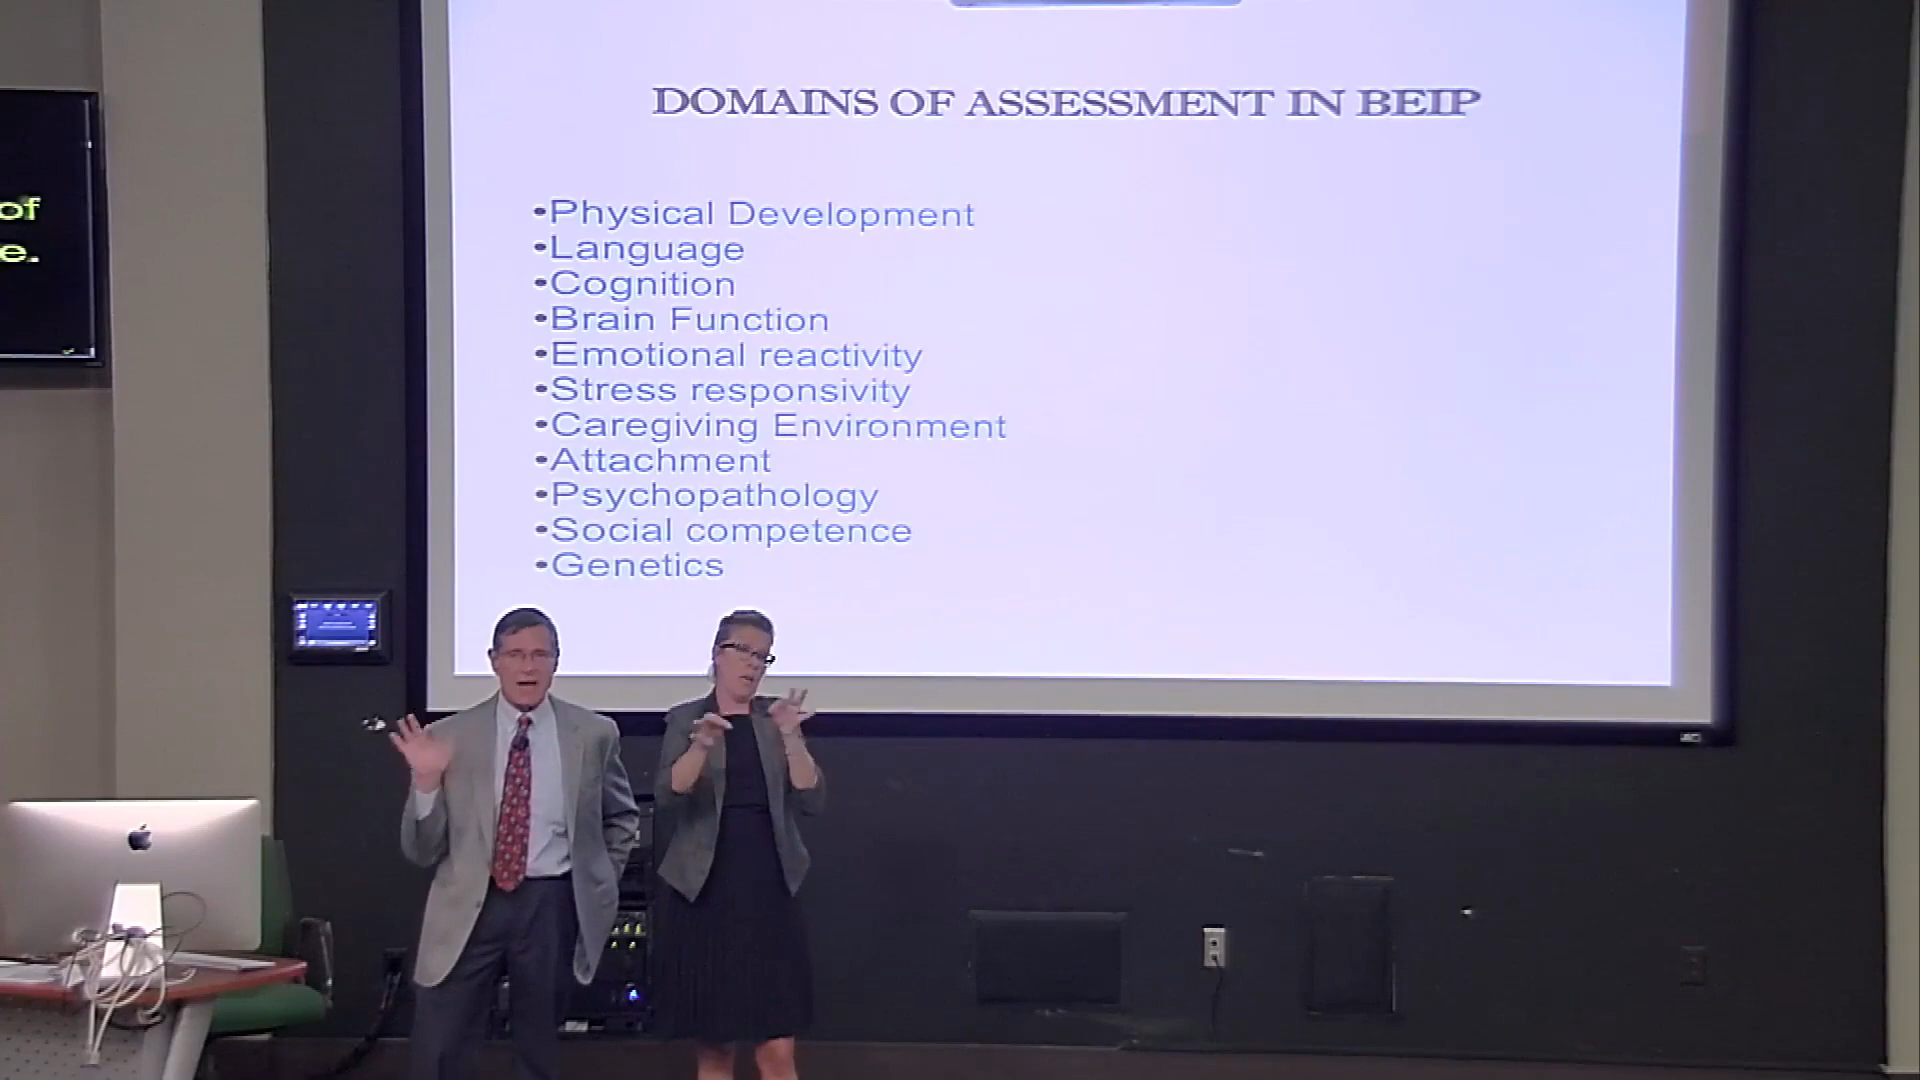 DOMAINS OF ASSESSMENT IN BEIP
•Physical Development
•Language
•Cognition
•Brain Function
•Emotional reactivity
•Stress responsivity
•Caregiving Environment
•Attachment
•Psychopathology
•Social competence
•Genetics
of
e.